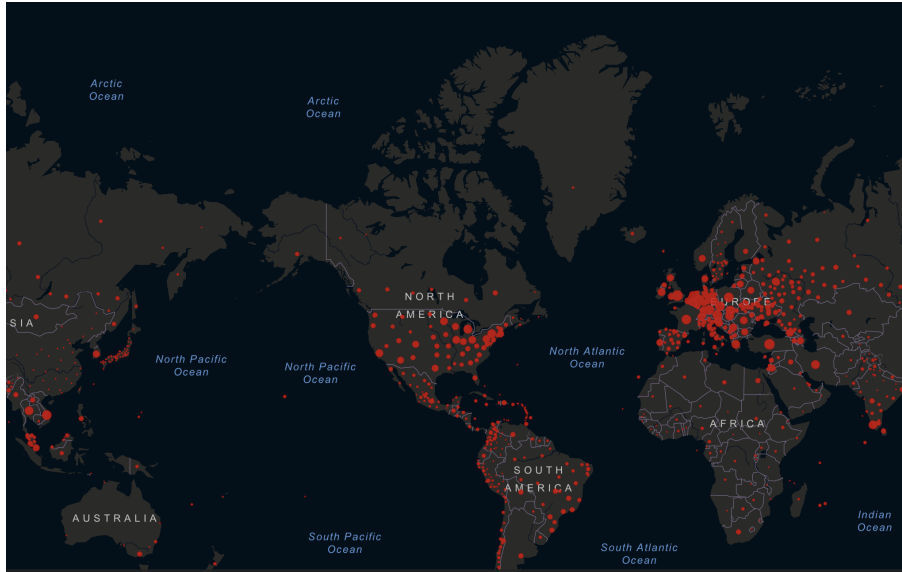 Arctic
Ocean
Arctic
Ocean
NORTH
AMERICA
EUROPE
SIA
North Pacific
Ocean
North Pacific
Ocean
North Atlantic
Ocean
AFRICA
SOUTH
AMERICA
AUSTRALIA
Indian
Ocean
South Pacific
Ocean
South Atlantic
Ocean